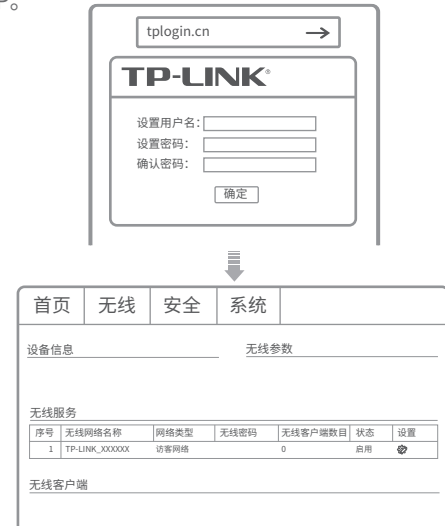 tplogin.cn
TP-LINK®
设置用户名:
设置密码:
确认密码:
确定
首页 无线 安全 系统
设备信息 无线参数
无线服务
序号 无线网络名称 网络类型 无线密码 无线客户端数目 状态 设置
1 TP-LINK_XXXXXX 访客网络 0 启用
无线客户端